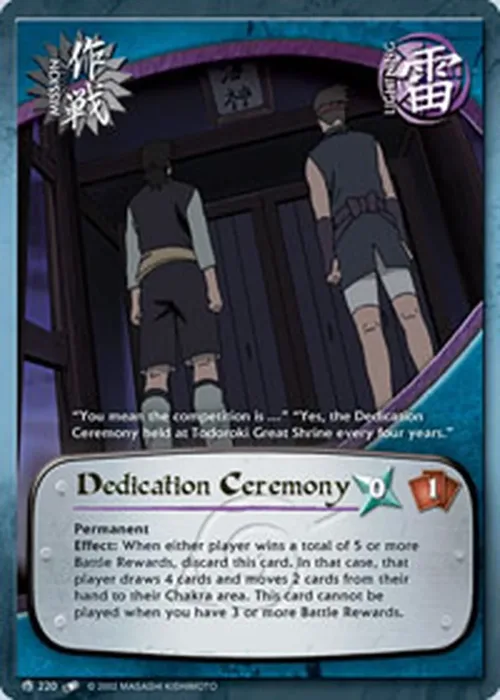 MISSION
作戦
LIGHTNING
雷
"You mean the competition is ..." "Yes, the Dedication
Ceremony held at Todoroki Great Shrine every four years."
Dedication Ceremony 0 1
Permanent
Effect: When either player wins a total of 5 or more
Battle Rewards, discard this card. In that case, that
player draws 4 cards and moves 2 cards from their
hand to their Chakra area. This card cannot be
played when you have 3 or more Battle Rewards.
220 © 2002 MASASHI KISHIMOTO